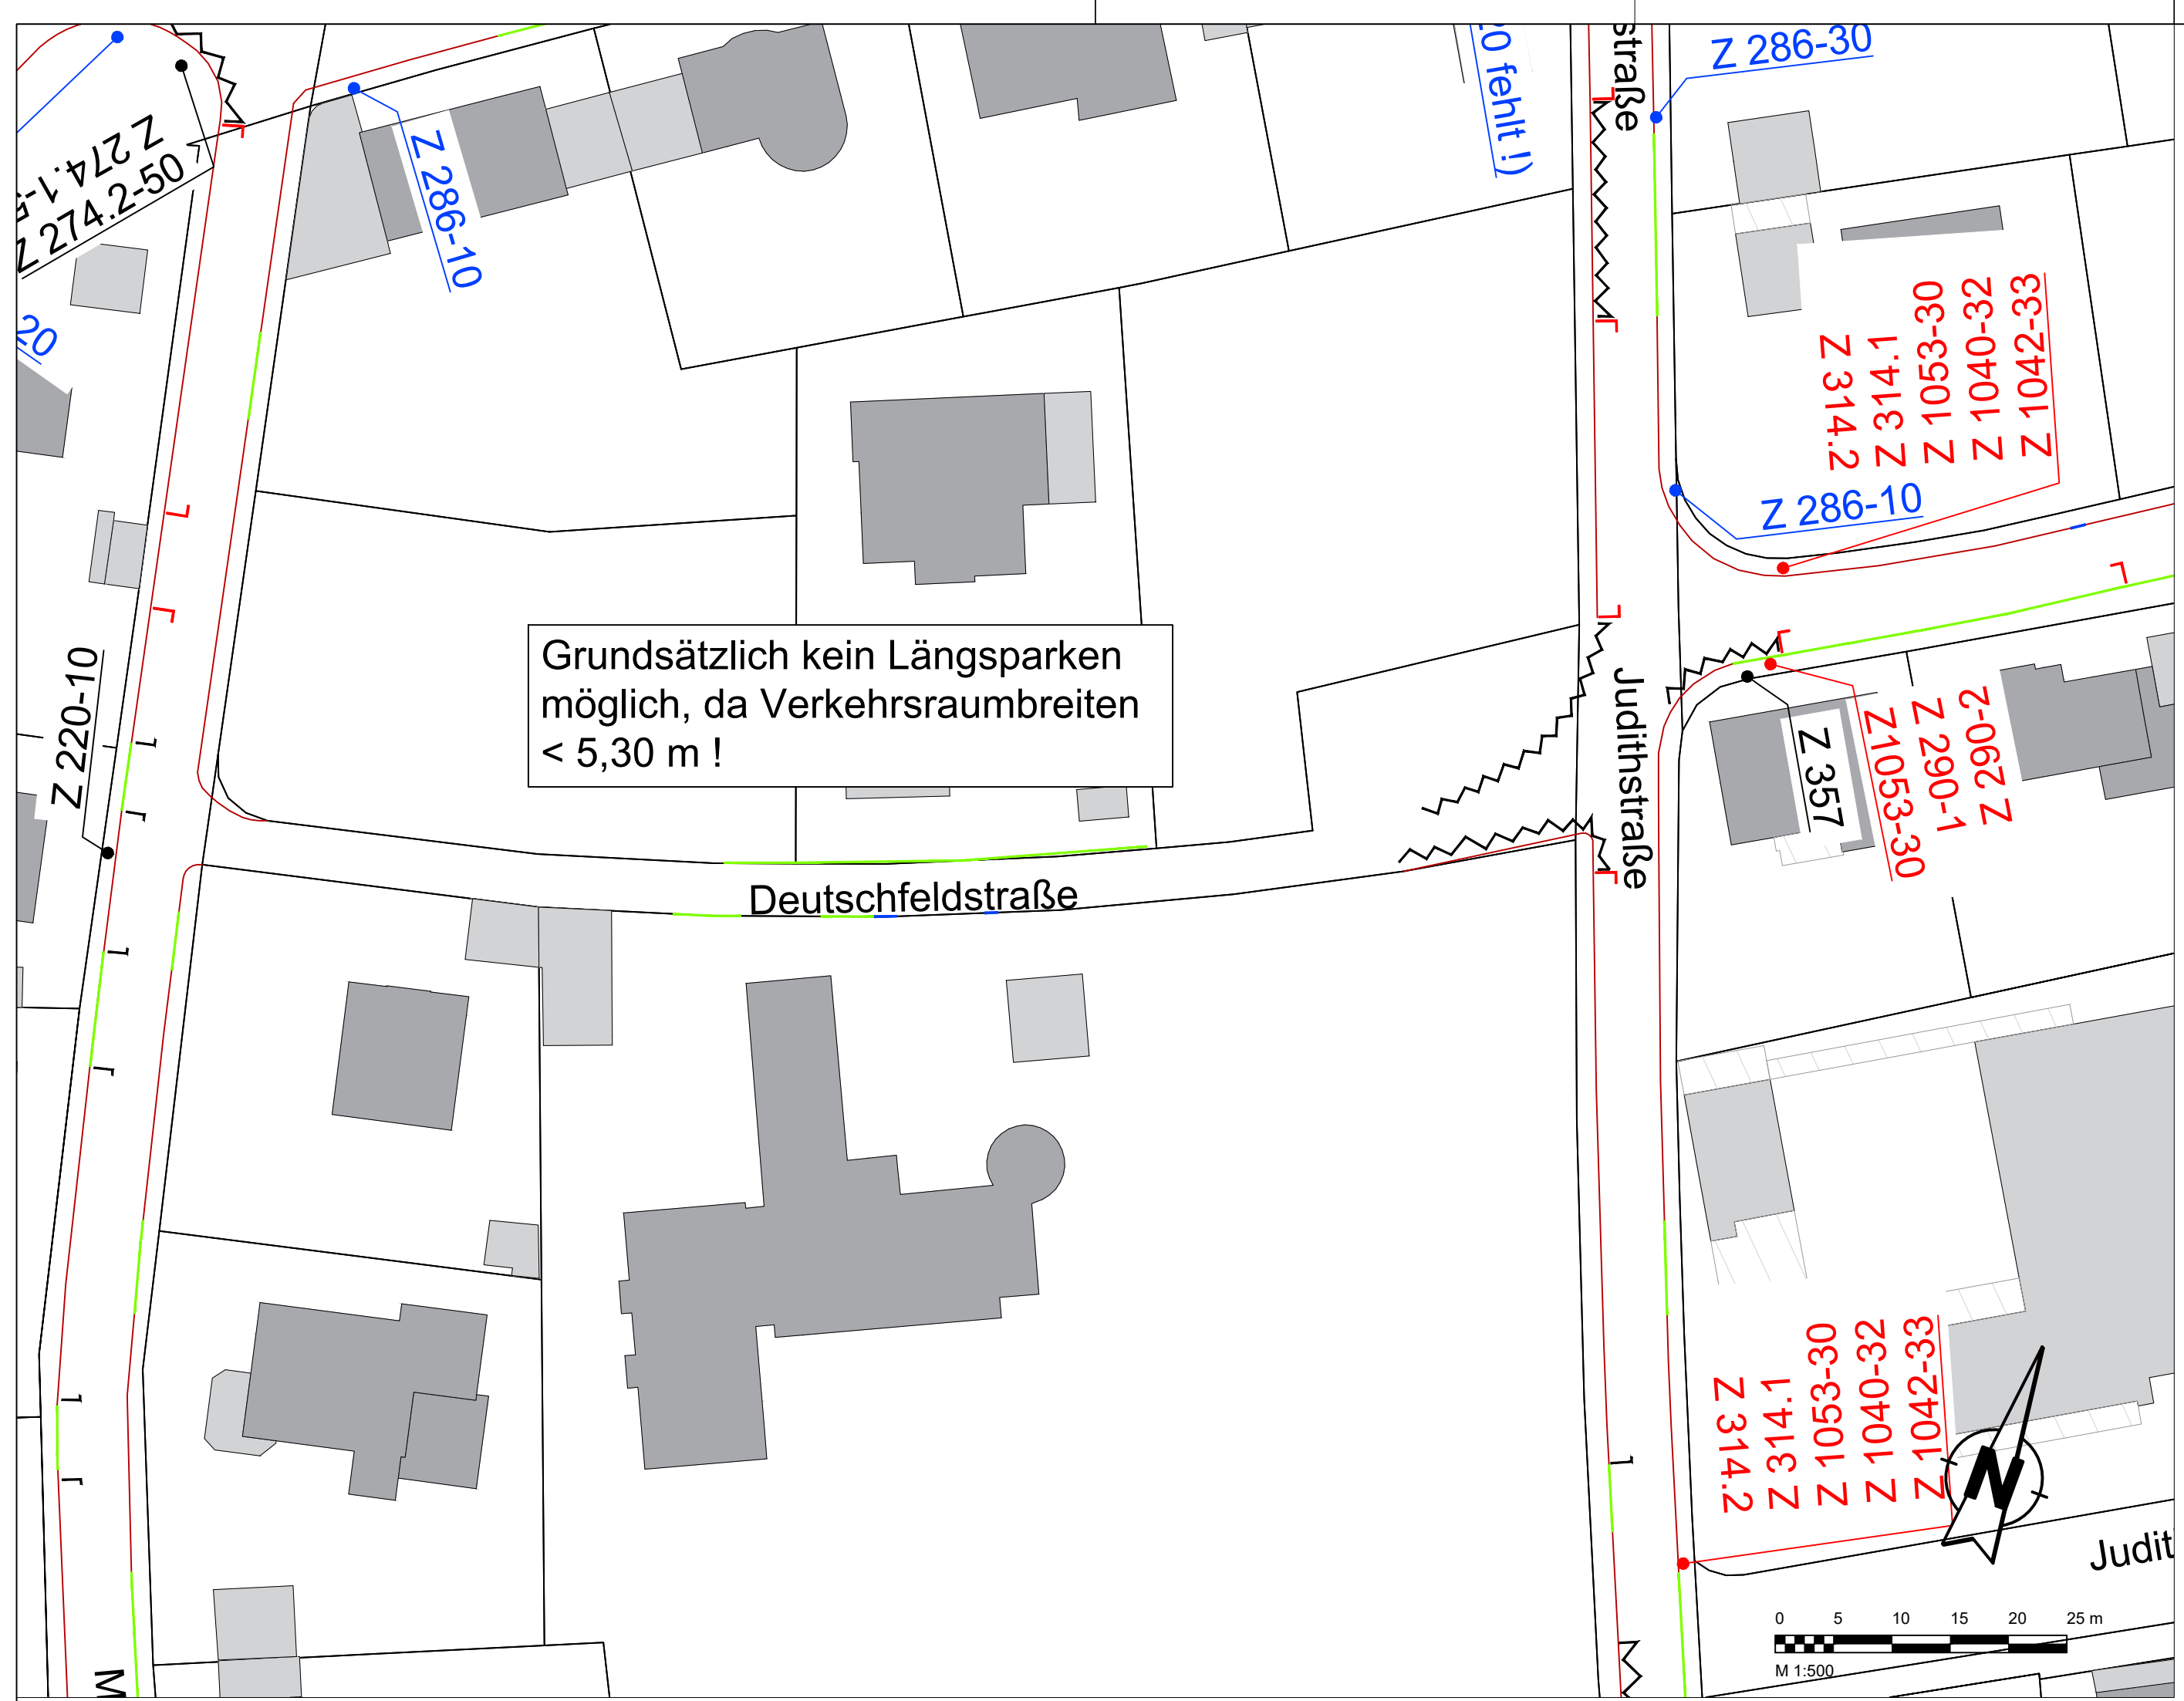 Z 274.1-5
Z 274.2-50
20
Z 286-10
20 fehlt !)
straße
Z 286-30
Z 314.2
Z 314.1
Z 1053-30
Z 1040-32
Z 1042-33
Z 286-10
Z 220-10
Grundsätzlich kein Längsparken
möglich, da Verkehrsraumbreiten
< 5,30 m !
Judithstraße
Z 357
Z1053-30
Z 292-1
Z 290-2
Deutschfeldstraße
Z 314.2
Z 314.1
Z 1053-30
Z 1040-32
Z 1042-33
N
Judit
0 5 10 15 20 25 m
M 1:500
M